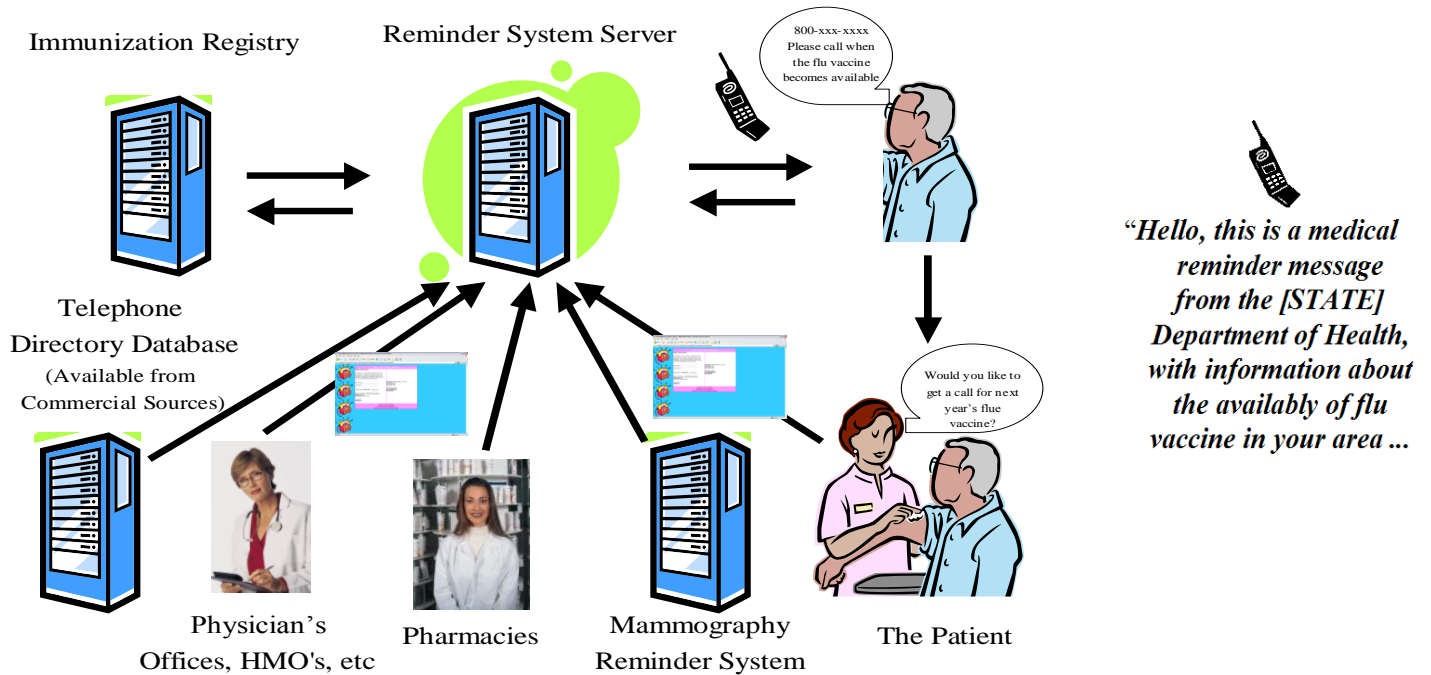 Immunization Registry
Reminder System Server
800-xxx-xxxx
Please call when
the flu vaccine
becomes available
“Hello, this is a medical
reminder message
from the [STATE]
Department of Health,
with information about
the availably of flu
vaccine in your area ...
Telephone
Directory Database
(Available from
Commercial Sources)
Would you like to
get a call for next
year’s flue
vaccine?
Physician’s
Offices, HMO's, etc
Pharmacies
Mammography
Reminder System
The Patient